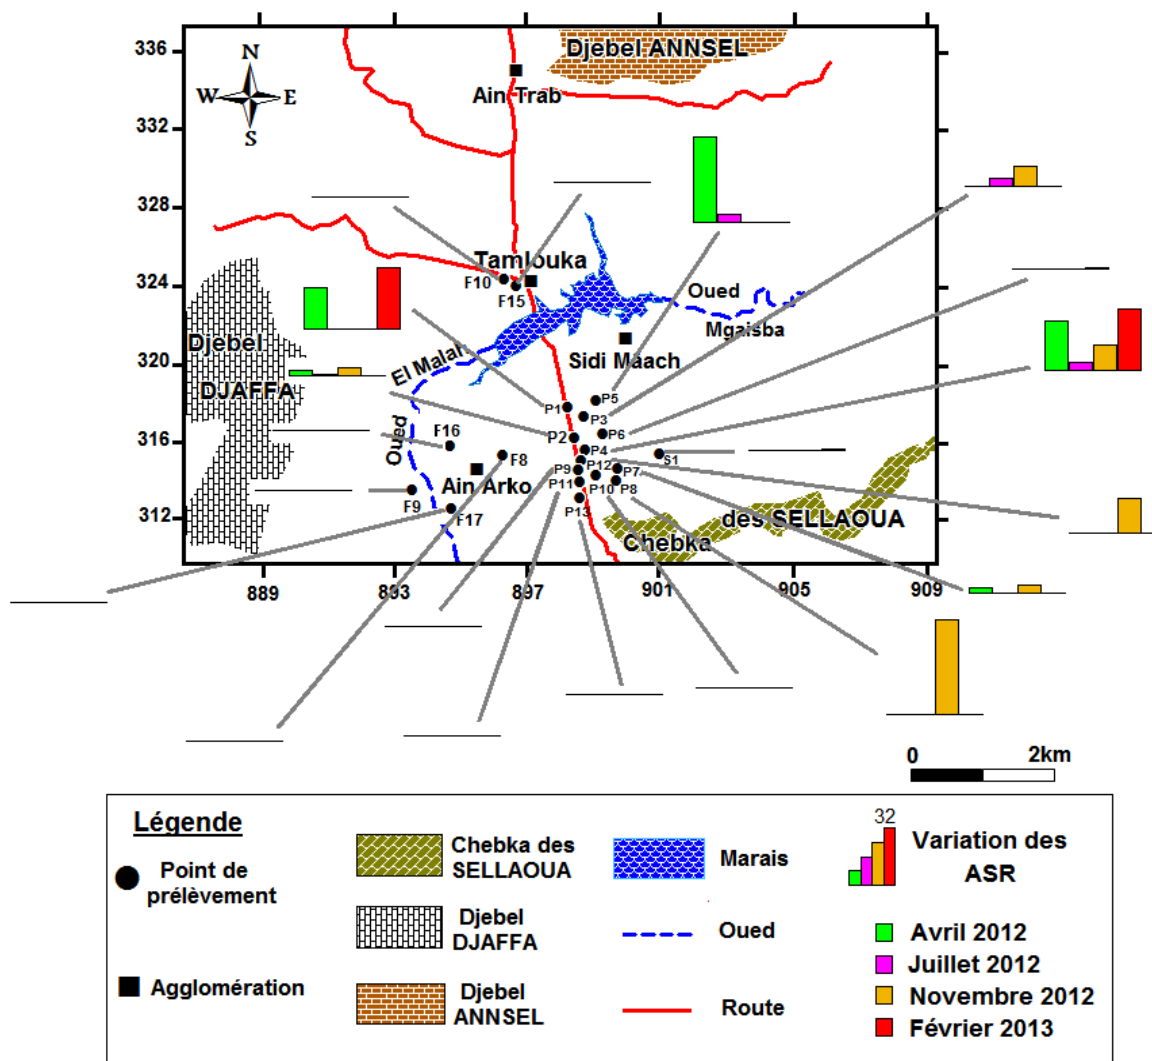 336
332
328
324
320
316
312
N
W
E
S
Djebel ANNSEL
Ain Trab
Tamlouka
F10
F15
Oued
Mgaisba
Sidi Maach
El Malah
Oued
Djebel
DJAFFA
P1
P5
P3
P2
P6
P4
S1
F16
F8
P9
P12
P7
Ain Arko
P11
P10
P8
F9
F17
P13
des SELLAOUA
Chebka
889
893
897
901
905
909
0
2km
Légende
Point de
prélèvement
Agglomération
Chebka des
SELLAOUA
Djebel
DJAFFA
Djebel
ANNSEL
Marais
Oued
Route
32
Variation des
ASR
Avril 2012
Juillet 2012
Novembre 2012
Février 2013